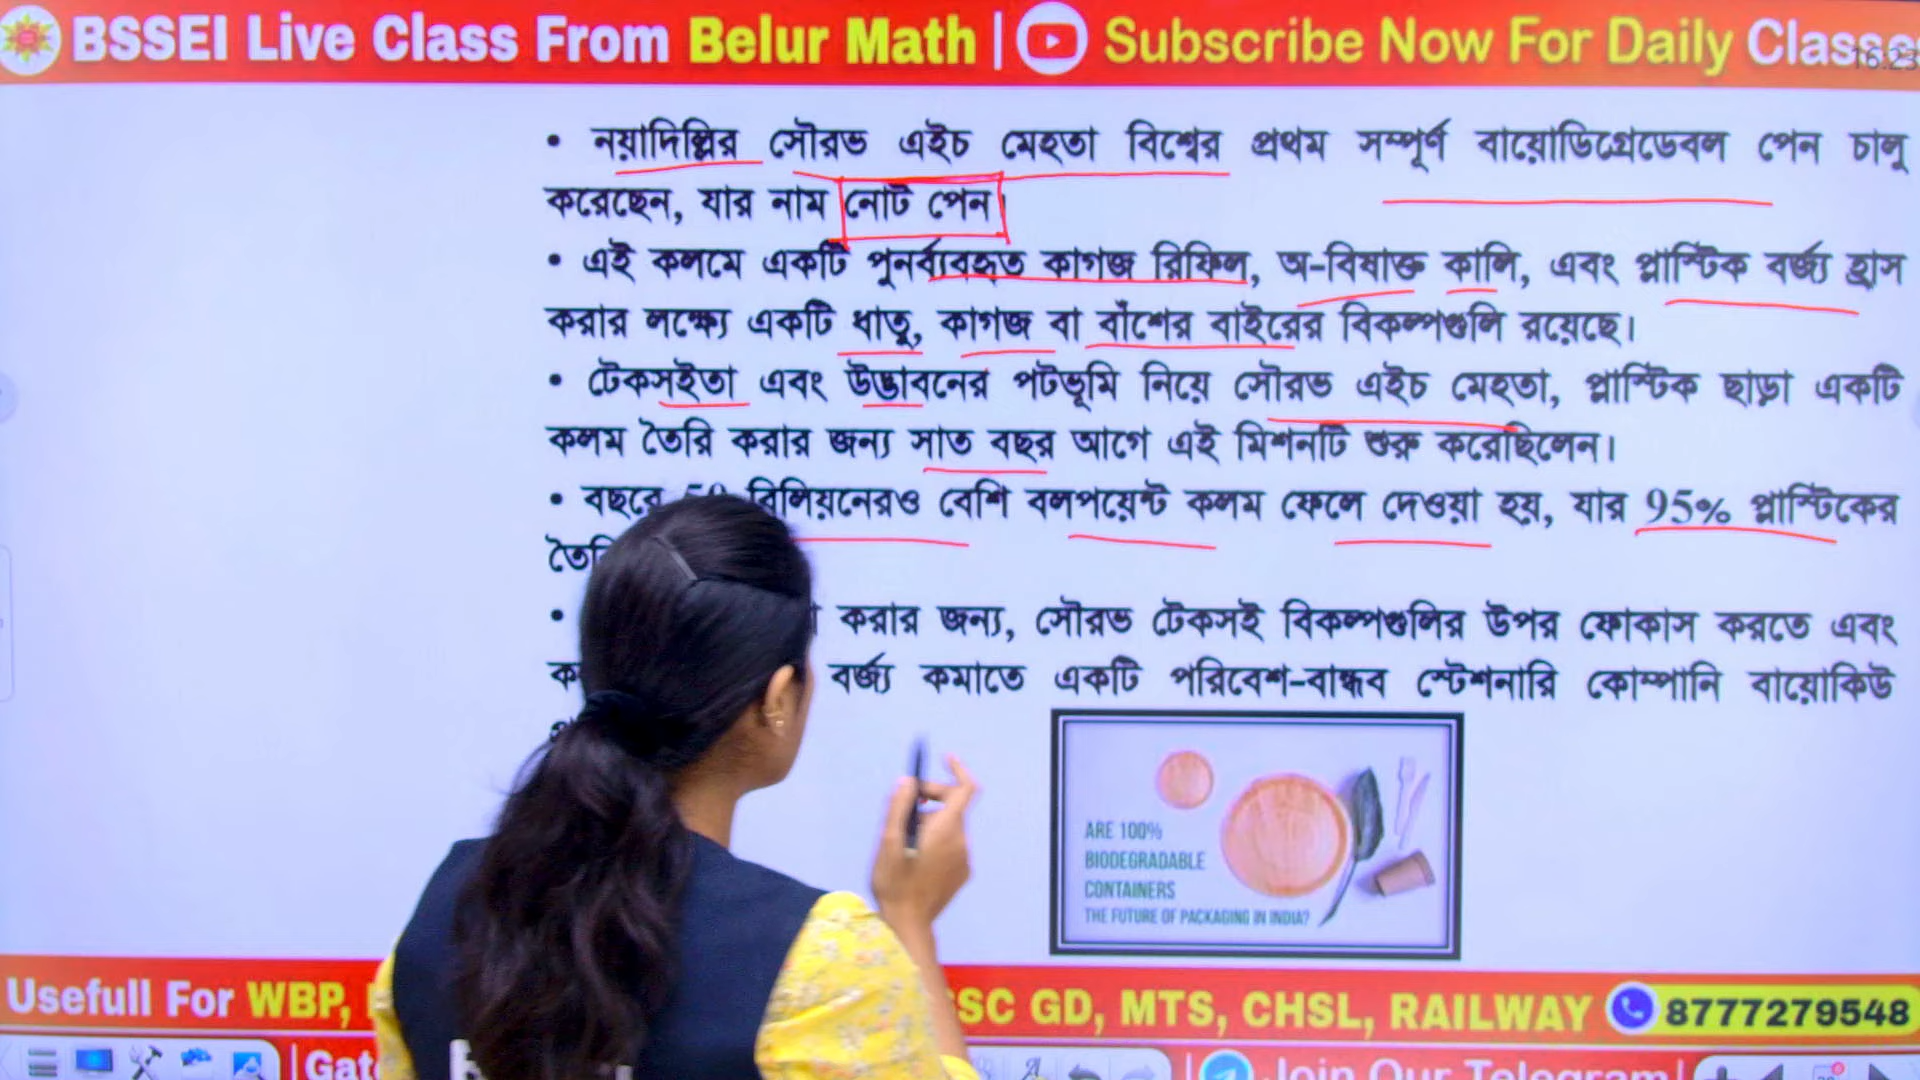 BSSEI Live Class From Belur Math | Subscribe Now For Daily Classes
16:23
• নয়াদিল্লির সৌরভ এইচ মেহতা বিশ্বের প্রথম সম্পূর্ণ বায়োডিগ্রেডেবল পেন চালু
করেছেন, যার নাম নোট পেন।
• এই কলমে একটি পুনর্ব্যবহৃত কাগজ রিফিল, অ-বিষাক্ত কালি, এবং প্লাস্টিক বর্জ্য হ্রাস
করার লক্ষ্যে একটি ধাতু, কাগজ বা বাঁশের বাইরের বিকল্পগুলি রয়েছে।
• টেকসইতা এবং উদ্ভাবনের পটভূমি নিয়ে সৌরভ এইচ মেহতা, প্লাস্টিক ছাড়া একটি
কলম তৈরি করার জন্য সাত বছর আগে এই মিশনটি শুরু করেছিলেন।
• বছরে বিলিয়নেরও বেশি বলপয়েন্ট কলম ফেলে দেওয়া হয়, যার 95% প্লাস্টিকের
• করার জন্য, সৌরভ টেকসই বিকল্পগুলির উপর ফোকাস করতে এবং
বর্জ্য কমাতে একটি পরিবেশ-বান্ধব স্টেশনারি কোম্পানি বায়োকিউ
ARE 100%
BIODEGRADABLE
CONTAINERS
THE FUTURE OF PACKAGING IN INDIA?
Usefull For WBP, SC GD, MTS, CHSL, RAILWAY 8777279548
Join Our Telegram